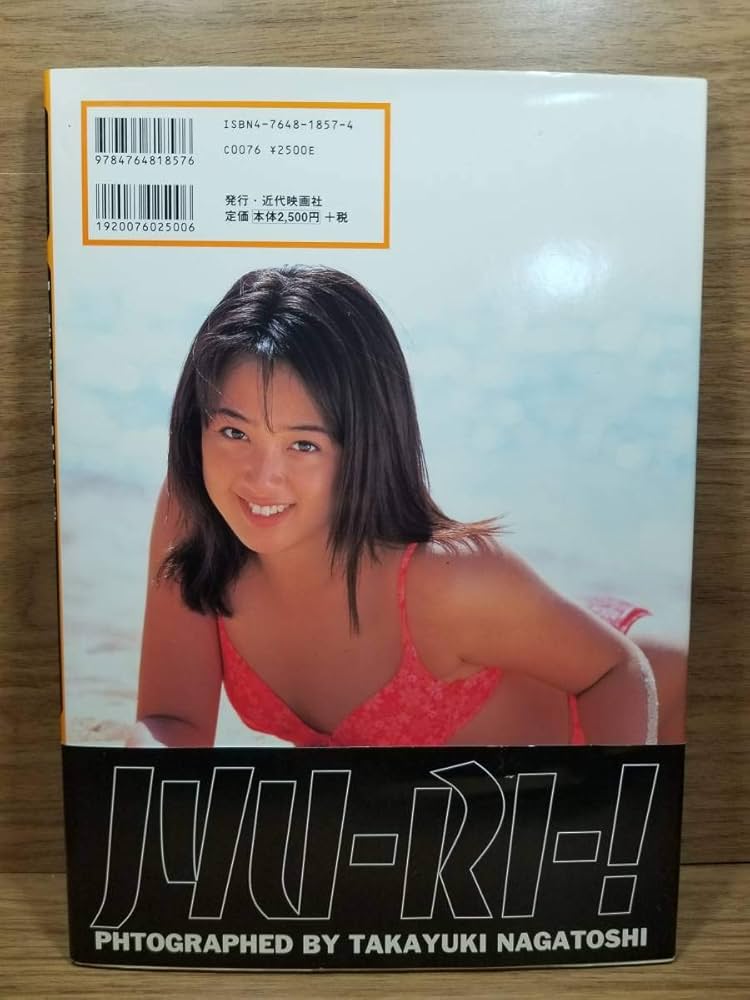 ISBN4-7648-1857-4
9784764818576
C0076 ¥2500E
発行・近代映画社
定価 本体2,500円 +税
1920076025006
JYU-RI-!
PHTOGRAPHED BY TAKAYUKI NAGATOSHI